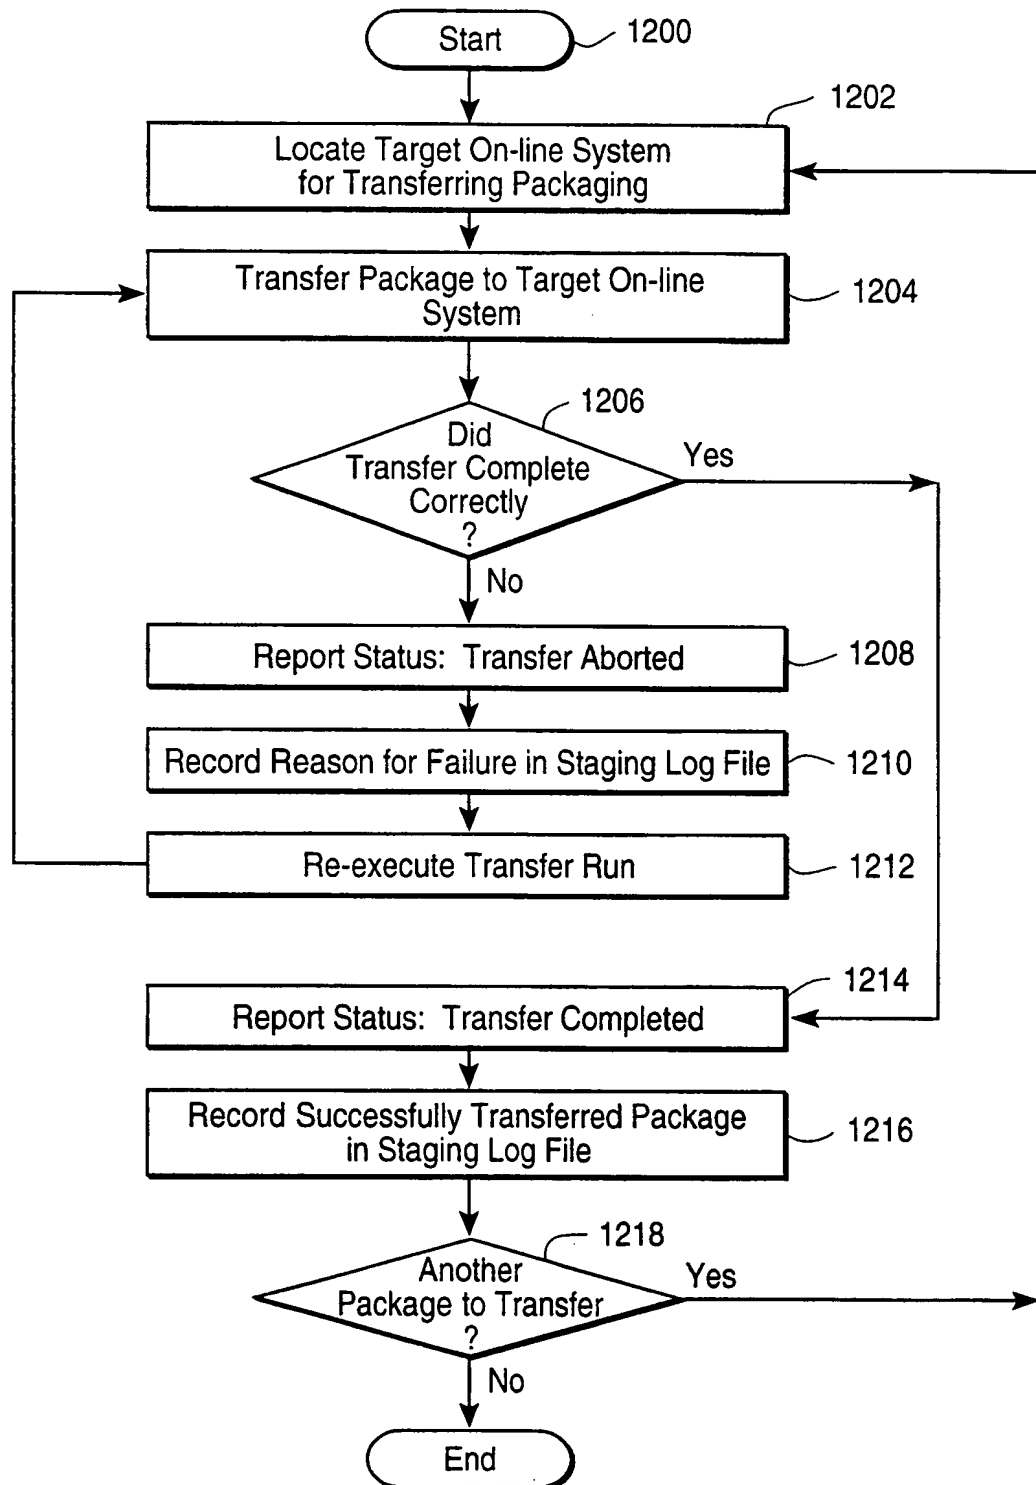 Start
1200
1202
Locate Target On-line System
for Transferring Packaging
Transfer Package to Target On-line
System
1204
1206
Did
Transfer Complete
Correctly
?
Yes
No
Report Status: Transfer Aborted
1208
Record Reason for Failure in Staging Log File
1210
Re-execute Transfer Run
1212
1214
Report Status: Transfer Completed
Record Successfully Transferred Package
in Staging Log File
1216
1218
Another
Package to Transfer
?
Yes
No
End